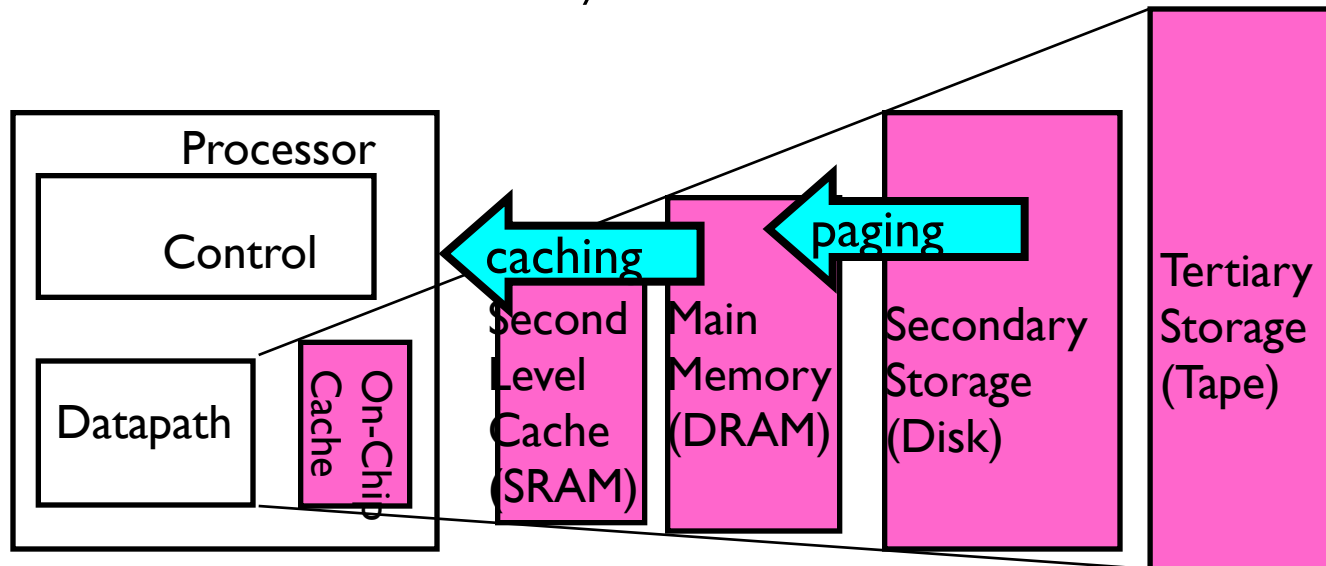 Processor
Control
Datapath
On-Chip
Cache
caching
Second
Level
Cache
(SRAM)
Main
Memory
(DRAM)
paging
Secondary
Storage
(Disk)
Tertiary
Storage
(Tape)